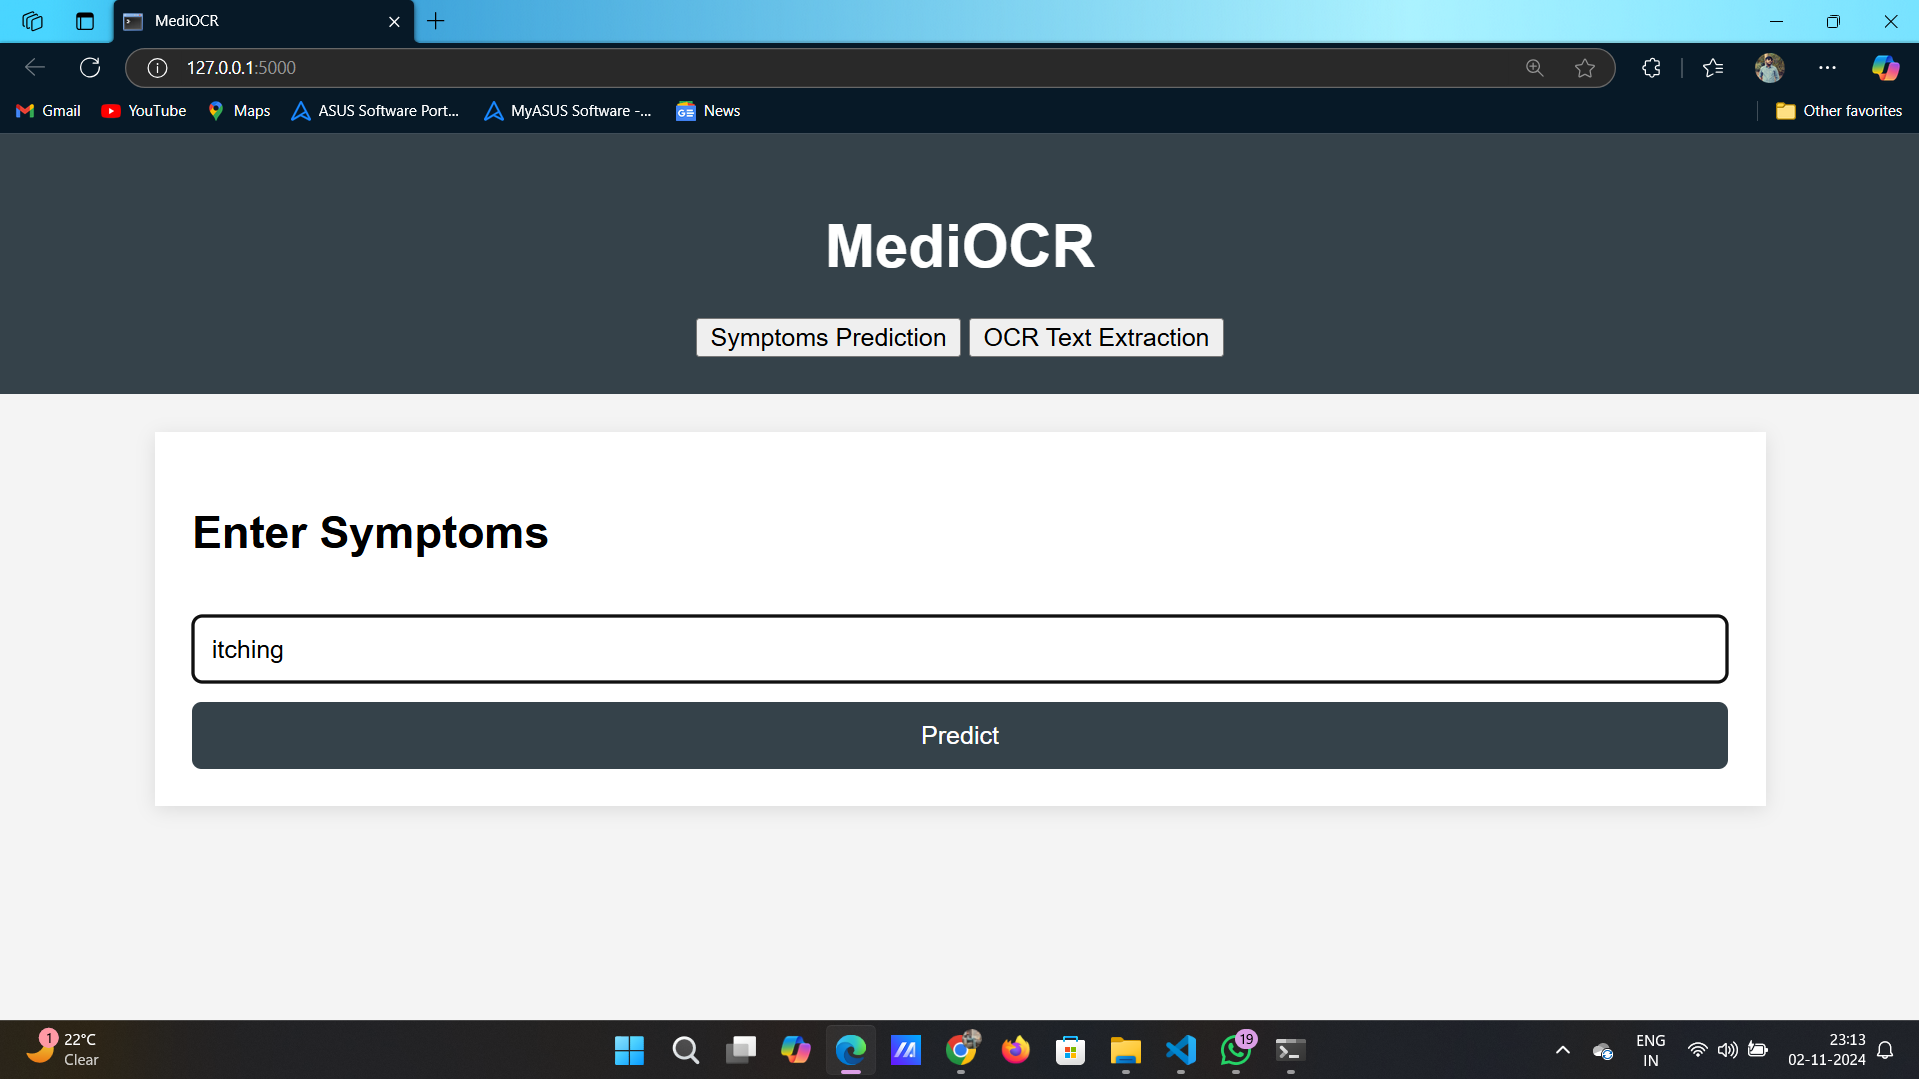 MediOCR
127.0.0.1:5000
Gmail YouTube Maps ASUS Software Port... MyASUS Software -... News Other favorites
MediOCR
Symptoms Prediction OCR Text Extraction
Enter Symptoms
itching
Predict
1 22°C
Clear
19
ENG
IN
23:13
02-11-2024